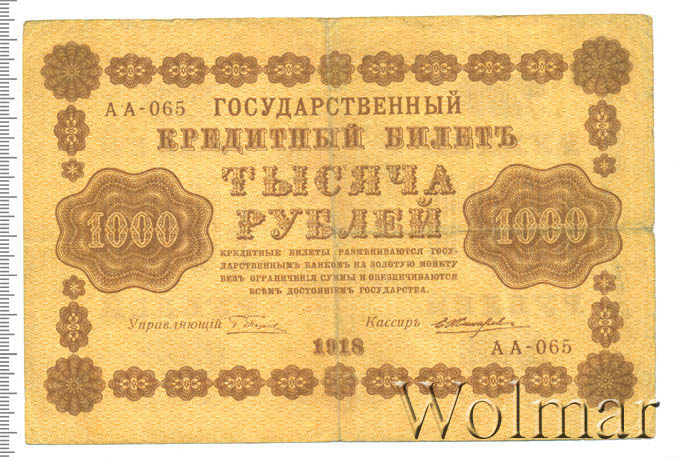 АА-065
ГОСУДАРСТВЕННЫЙ
КРЕДИТНЫЙ БИЛЕТЪ
ТЫСЯЧА
РУБЛЕЙ
1000
1000
КРЕДИТНЫЕ БИЛЕТЫ РАЗМѢНИВАЮТСЯ ГОСУ-
ДАРСТВЕННЫМЪ БАНКОМЪ НА ЗОЛОТУЮ МОНЕТУ
БЕЗЪ ОГРАНИЧЕНІЯ СУММЫ И ОБЕЗПЕЧИВАЮТСЯ
ВСѢМЪ ДОСТОЯНІЕМЪ ГОСУДАРСТВА.
Управляющій
Кассиръ
1918
АА-065
Wolmar